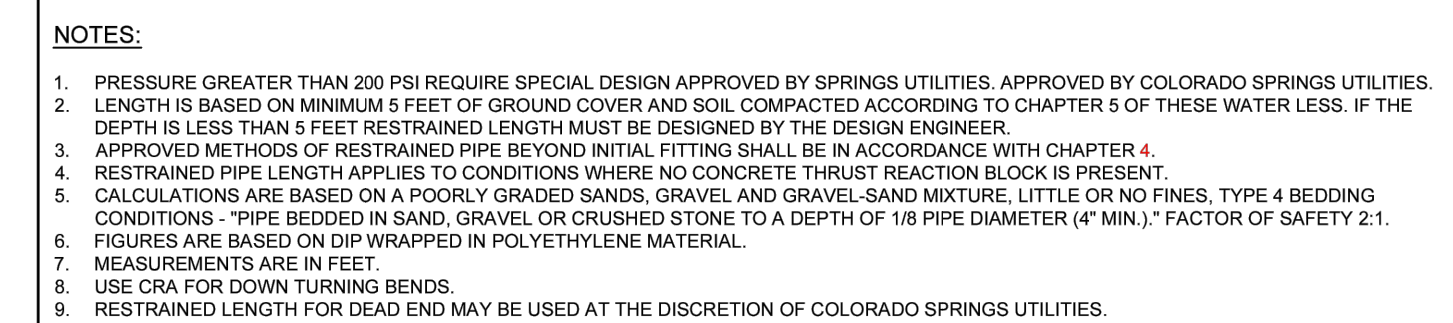 NOTES:
1. PRESSURE GREATER THAN 200 PSI REQUIRE SPECIAL DESIGN APPROVED BY SPRINGS UTILITIES. APPROVED BY COLORADO SPRINGS UTILITIES.
2. LENGTH IS BASED ON MINIMUM 5 FEET OF GROUND COVER AND SOIL COMPACTED ACCORDING TO CHAPTER 5 OF THESE WATER LESS. IF THE
DEPTH IS LESS THAN 5 FEET RESTRAINED LENGTH MUST BE DESIGNED BY THE DESIGN ENGINEER.
3. APPROVED METHODS OF RESTRAINED PIPE BEYOND INITIAL FITTING SHALL BE IN ACCORDANCE WITH CHAPTER 4.
4. RESTRAINED PIPE LENGTH APPLIES TO CONDITIONS WHERE NO CONCRETE THRUST REACTION BLOCK IS PRESENT.
5. CALCULATIONS ARE BASED ON A POORLY GRADED SANDS, GRAVEL AND GRAVEL-SAND MIXTURE, LITTLE OR NO FINES, TYPE 4 BEDDING
CONDITIONS - "PIPE BEDDED IN SAND, GRAVEL OR CRUSHED STONE TO A DEPTH OF 1/8 PIPE DIAMETER (4" MIN.)." FACTOR OF SAFETY 2:1.
6. FIGURES ARE BASED ON DIP WRAPPED IN POLYETHYLENE MATERIAL.
7. MEASUREMENTS ARE IN FEET.
8. USE CRA FOR DOWN TURNING BENDS.
9. RESTRAINED LENGTH FOR DEAD END MAY BE USED AT THE DISCRETION OF COLORADO SPRINGS UTILITIES.